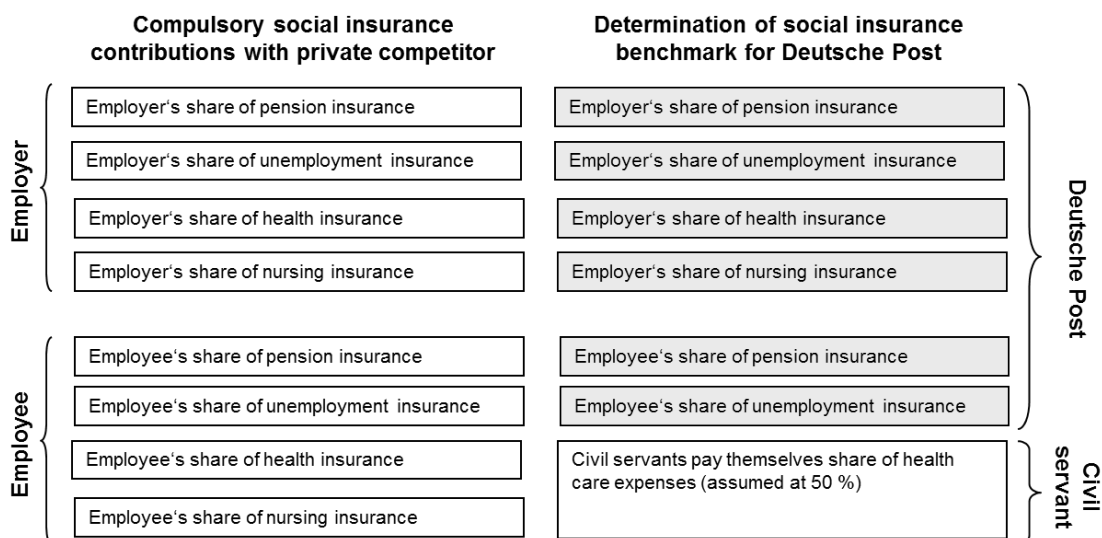 Compulsory social insurance
contributions with private competitor
Determination of social insurance
benchmark for Deutsche Post
Employer
Employer‘s share of pension insurance
Employer‘s share of unemployment insurance
Employer‘s share of health insurance
Employer‘s share of nursing insurance
Employer‘s share of pension insurance
Employer‘s share of unemployment insurance
Employer‘s share of health insurance
Employer‘s share of nursing insurance
Deutsche Post
Employee
Employee‘s share of pension insurance
Employee‘s share of unemployment insurance
Employee‘s share of health insurance
Employee‘s share of nursing insurance
Employee‘s share of pension insurance
Employee‘s share of unemployment insurance
Civil servants pay themselves share of health
care expenses (assumed at 50 %)
Civil
servant